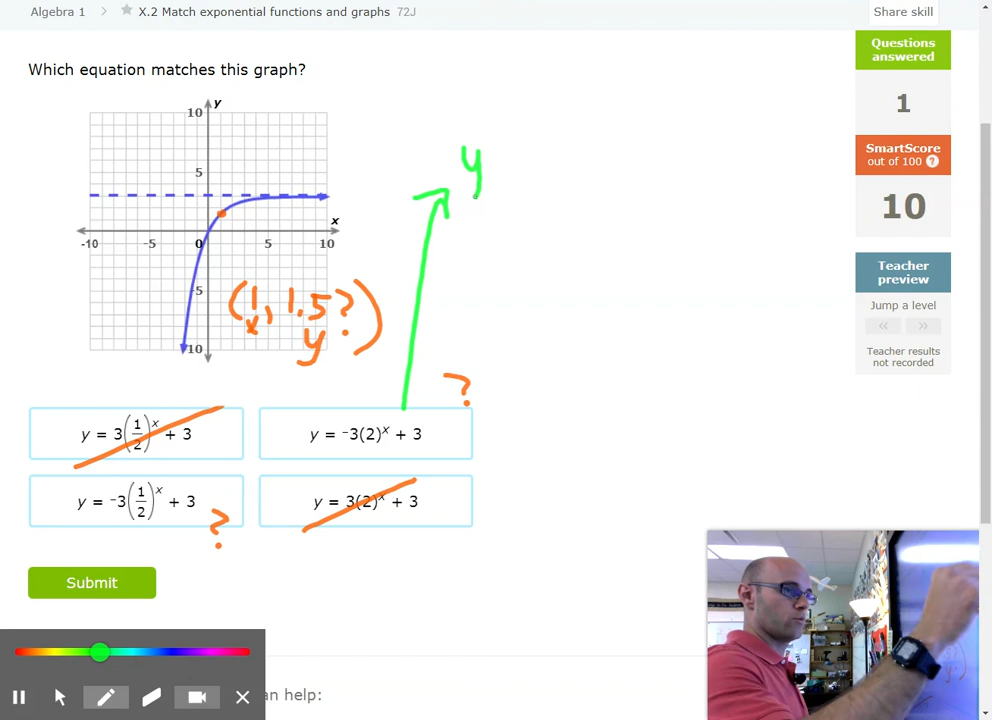 Algebra 1 > X.2 Match exponential functions and graphs 72J
Share skill
Which equation matches this graph?
Questions answered
1
SmartScore
out of 100 ?
10
Teacher preview
Jump a level
Teacher results not recorded
y
10
5
x
-10 -5 0 5 10
-5
-10
(1, 1.5?)
x y
y
?
y = 3(1/2)^x + 3
y = -3(2)^x + 3
y = -3(1/2)^x + 3
y = 3(2)^x + 3
?
Submit
an help: